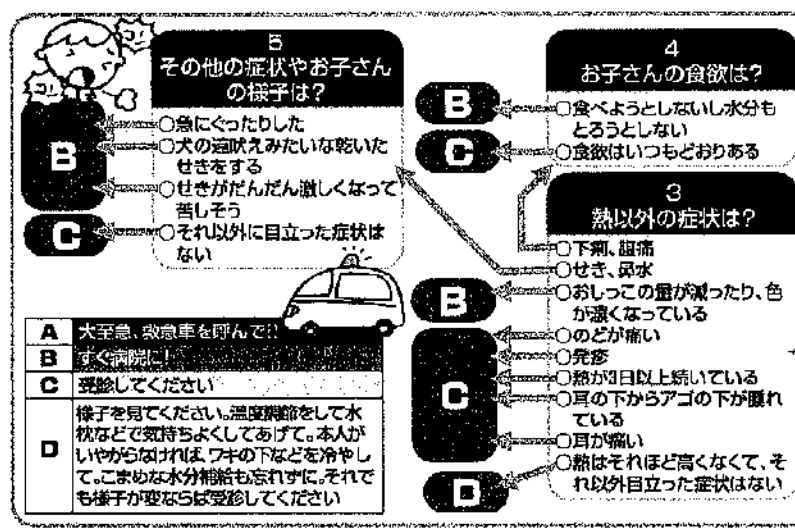 コン
コン
5
その他の症状やお子さん
の様子は?
B
○急にぐったりした
○犬の遠吠えみたいな乾いた
せきをする
○せきがだんだん激しくなって
苦しそう
C
○それ以外に目立った症状は
ない
4
お子さんの食欲は?
B
○食べようとしないし水分も
とろうとしない
C
○食欲はいつもどおりある
3
熱以外の症状は?
○下痢、腹痛
○せき、鼻水
B
○おしっこの量が減ったり、色
が濃くなっている
C
○のどが痛い
○発疹
○熱が3日以上続いている
○耳の下からアゴの下が腫れ
ている
○耳が痛い
D
○熱はそれほど高くなくて、そ
れ以外目立った症状はない
A 大至急、救急車を呼んで!!
B すぐ病院に!
C 受診してください
D 様子を見てください。温度調節をして水
枕などで気持ちよくしてあげて。本人が
いやがらなければ、ワキの下などを冷やし
て。こまめな水分補給も忘れずに。それで
も様子が変ならば受診してください